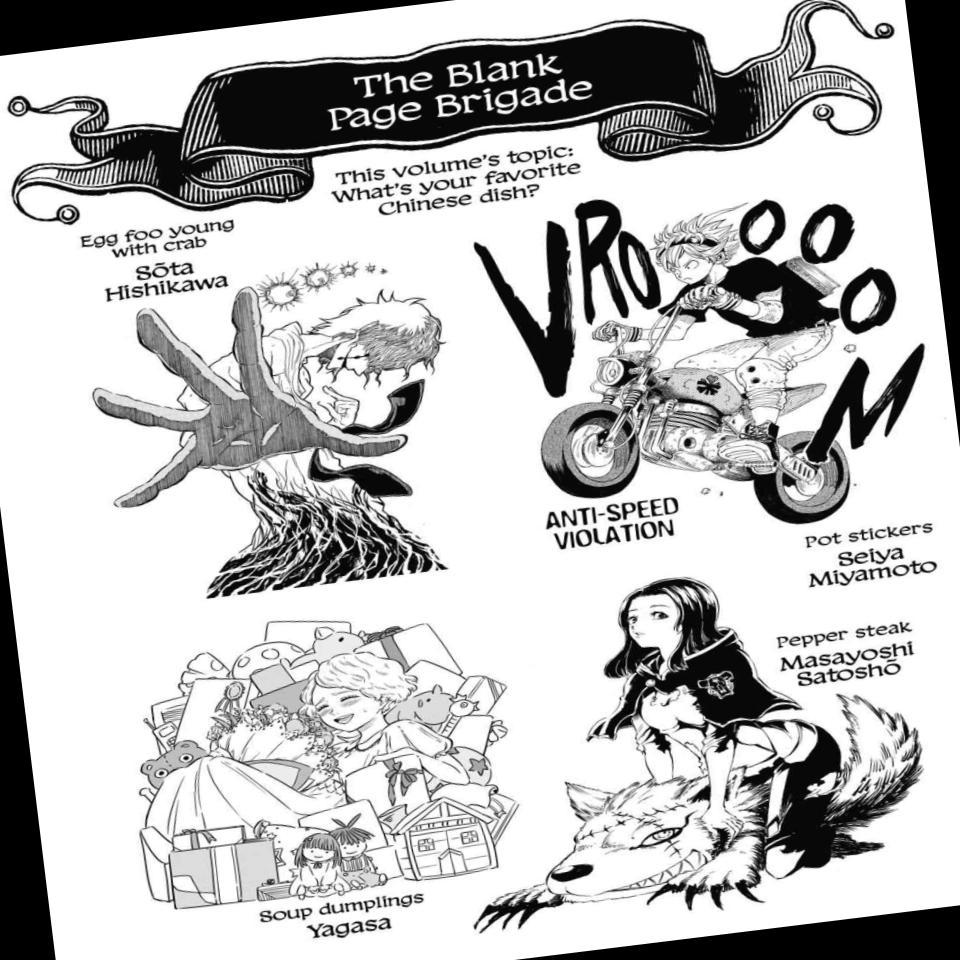 The Blank
Page Brigade
This volume's topic:
What's your favorite
Chinese dish?
Egg foo young
with crab
Sōta
Hishikawa
VROOOOM
ANTI-SPEED
VIOLATION
Pot stickers
Seiya
Miyamoto
Pepper steak
Masayoshi
Satoshō
Soup dumplings
Yagasa